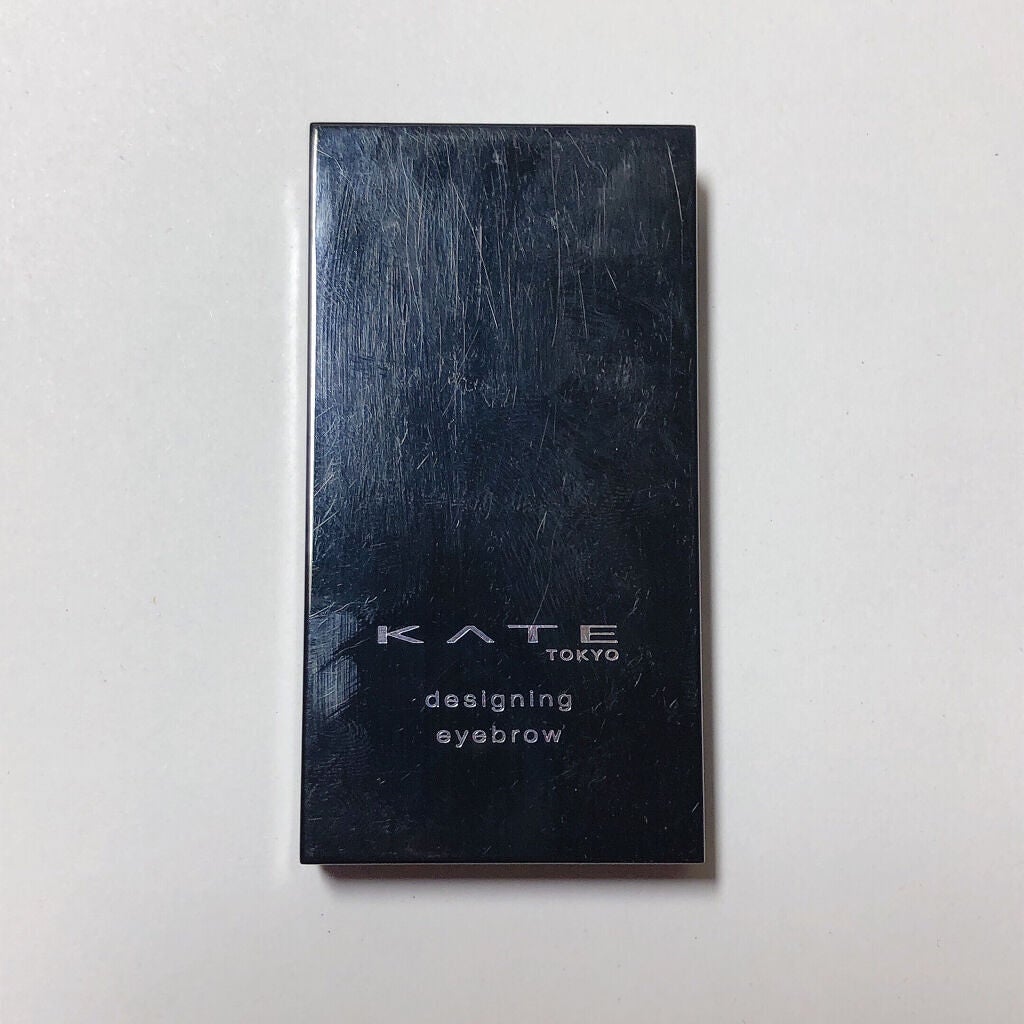 KATE
TOKYO
designing
eyebrow